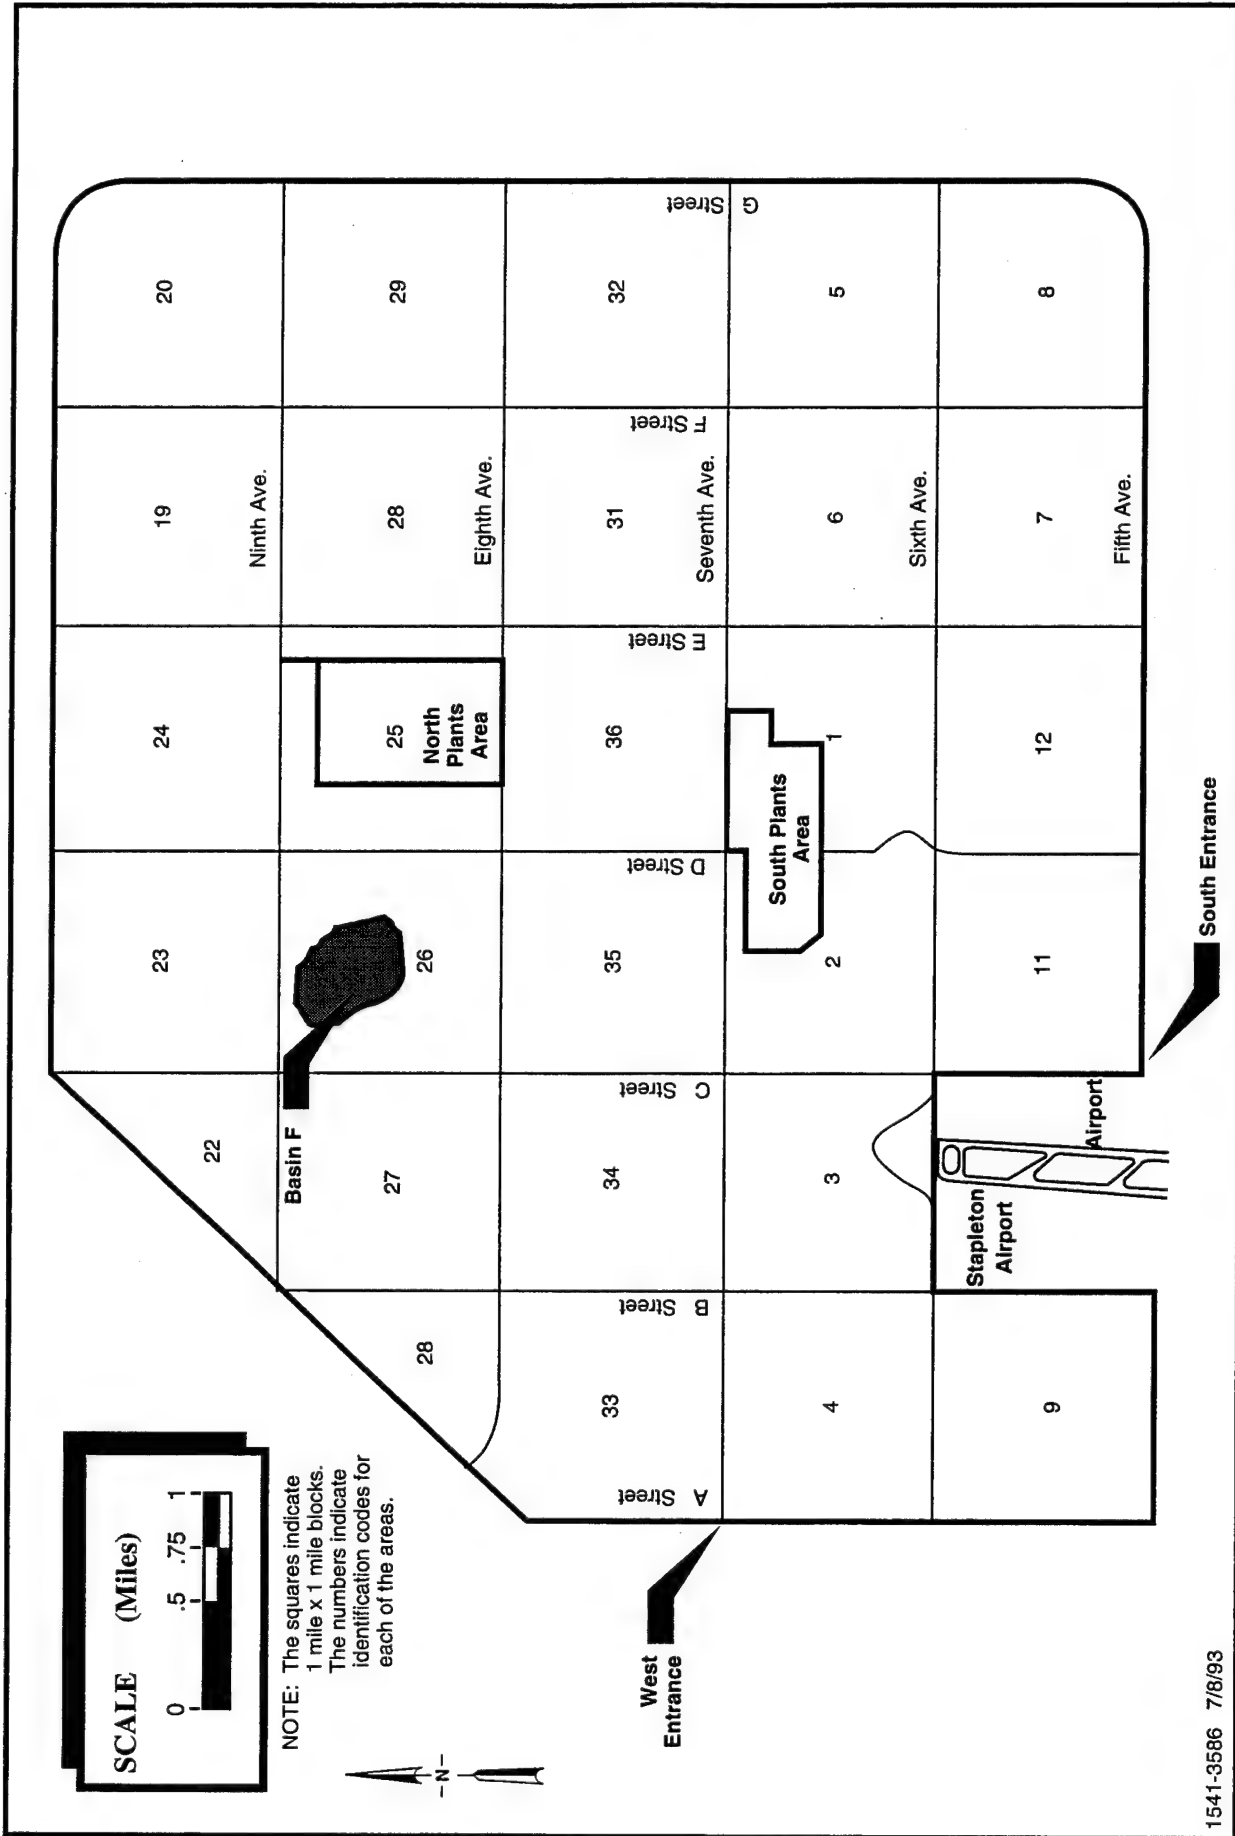 SCALE (Miles)
0 .5 .75 1
NOTE: The squares indicate
1 mile x 1 mile blocks.
The numbers indicate
identification codes for
each of the areas.
-N-
22
23
24
19
20
Ninth Ave.
Basin F
28
27
26
25
North
Plants
Area
28
29
Eighth Ave.
33
34
35
36
31
32
A Street
B Street
C Street
D Street
E Street
F Street
G Street
Seventh Ave.
West
Entrance
4
3
2
South Plants
Area
1
6
5
Sixth Ave.
9
Stapleton
Airport
Airport
11
12
7
8
Fifth Ave.
South Entrance
1541-3586 7/8/93